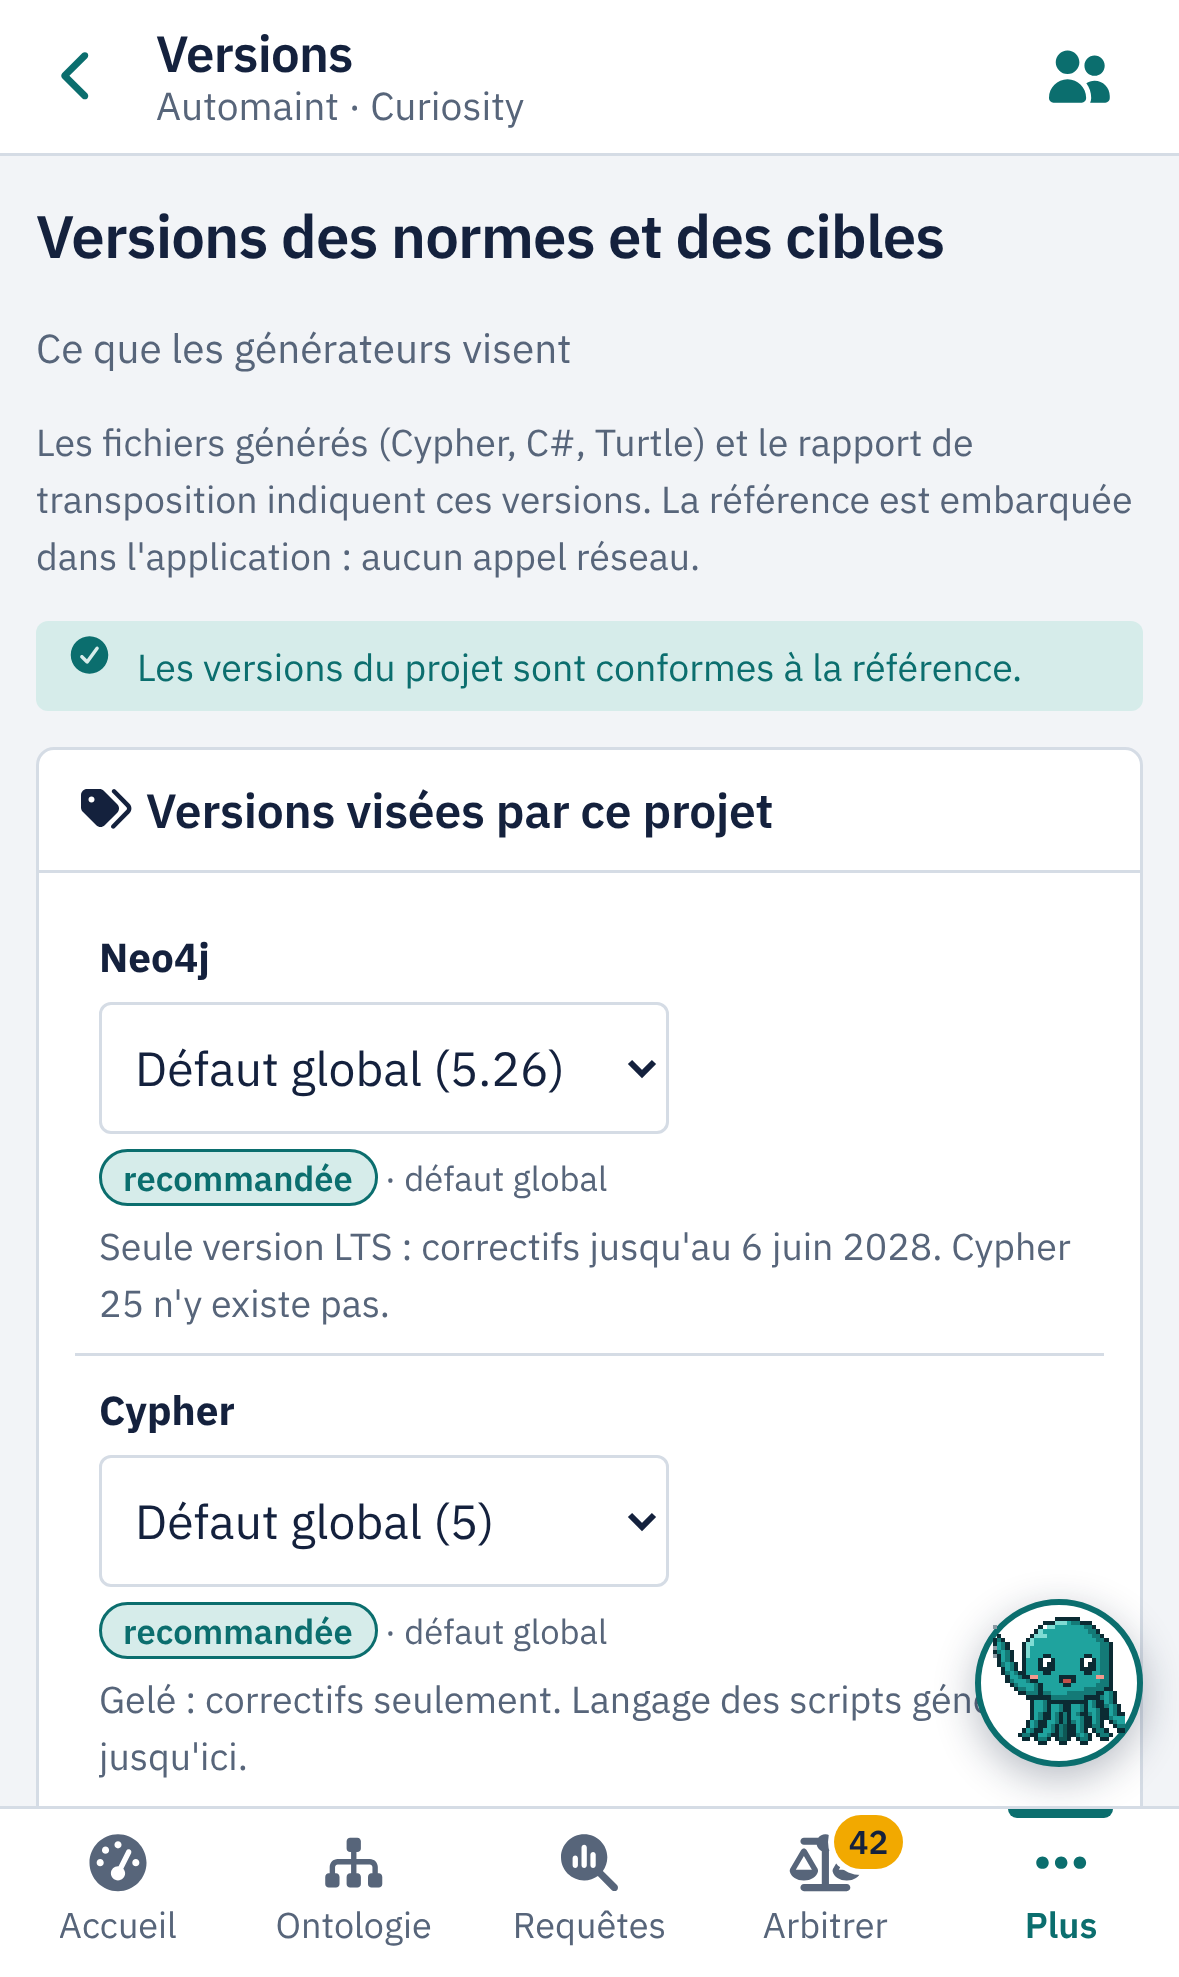 Versions
Automaint · Curiosity
Versions des normes et des cibles
Ce que les générateurs visent
Les fichiers générés (Cypher, C#, Turtle) et le rapport de
transposition indiquent ces versions. La référence est embarquée
dans l'application : aucun appel réseau.
Les versions du projet sont conformes à la référence.
Versions visées par ce projet
Neo4j
Défaut global (5.26)
recommandée · défaut global
Seule version LTS : correctifs jusqu'au 6 juin 2028. Cypher
25 n'y existe pas.
Cypher
Défaut global (5)
recommandée · défaut global
Gelé : correctifs seulement. Langage des scripts
jusqu'ici.
42
Accueil
Ontologie
Requêtes
Arbitrer
Plus